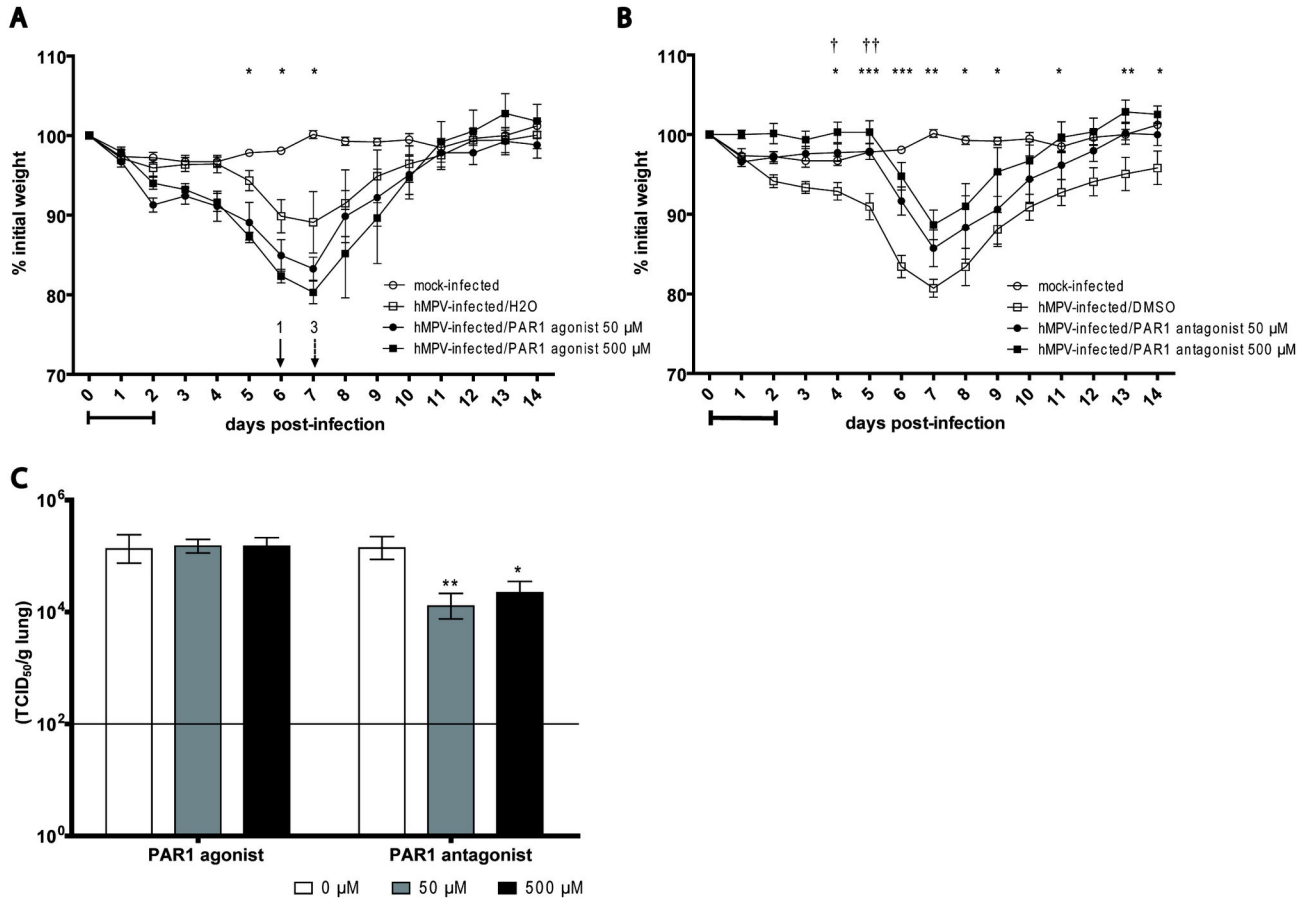 A
110
100
90
80
70
% initial weight
* * *
mock-infected
hMPV-infected/H2O
hMPV-infected/PAR1 agonist 50 µM
hMPV-infected/PAR1 agonist 500 µM
1 3
0 1 2 3 4 5 6 7 8 9 10 11 12 13 14
days post-infection
B
110
100
90
80
70
% initial weight
† ††
* *** *** ** * * * ** *
mock-infected
hMPV-infected/DMSO
hMPV-infected/PAR1 antagonist 50 µM
hMPV-infected/PAR1 antagonist 500 µM
0 1 2 3 4 5 6 7 8 9 10 11 12 13 14
days post-infection
C
10⁶
10⁴
10²
10⁰
(TCID₅₀/g lung)
** *
PAR1 agonist PAR1 antagonist
0 µM 50 µM 500 µM